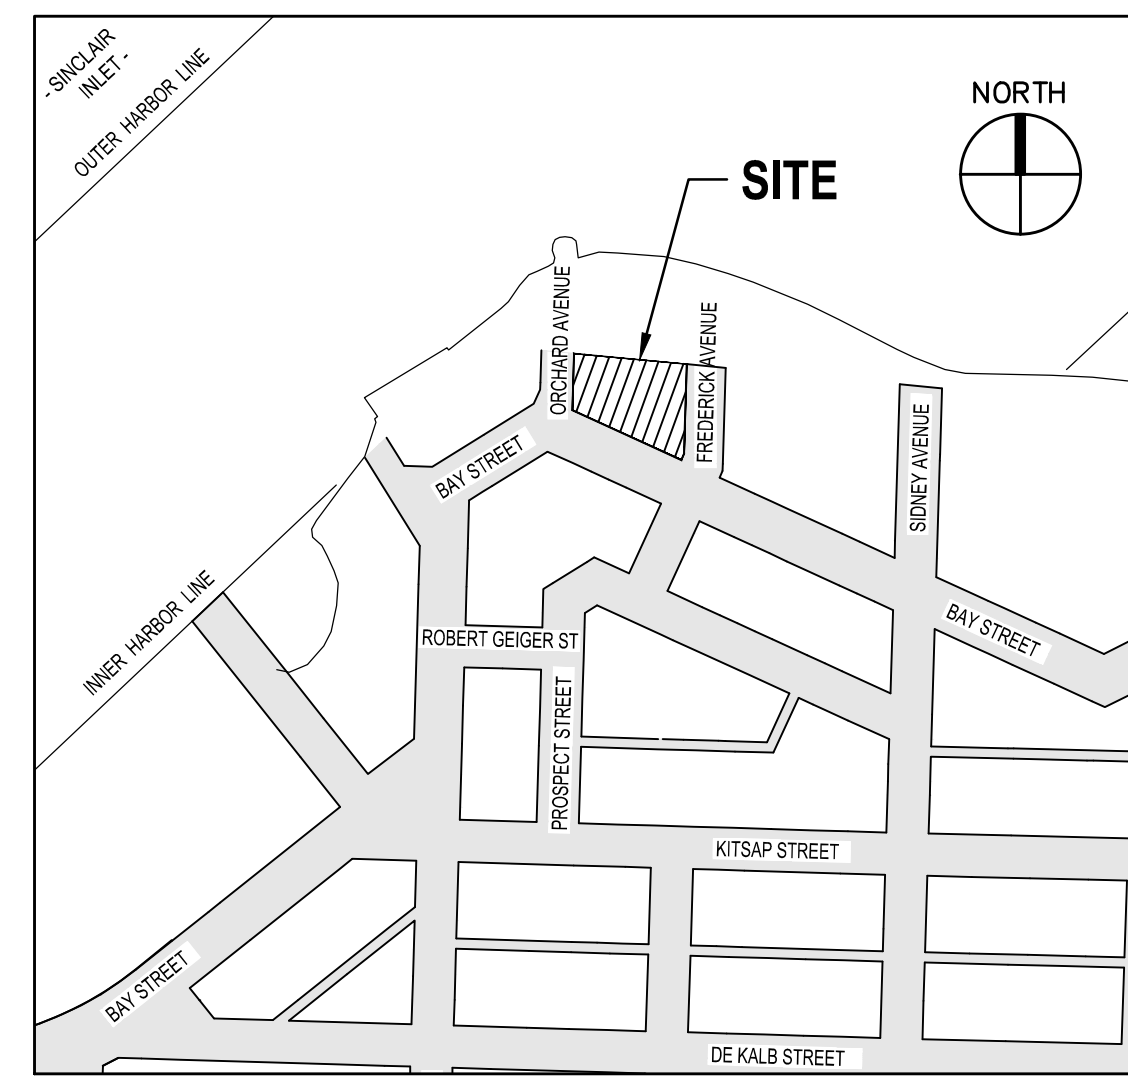 - SINCLAIR
INLET -
OUTER HARBOR LINE
NORTH
SITE
ORCHARD AVENUE
FREDERICK AVENUE
SIDNEY AVENUE
BAY STREET
INNER HARBOR LINE
BAY STREET
ROBERT GEIGER ST
PROSPECT STREET
KITSAP STREET
BAY STREET
DE KALB STREET